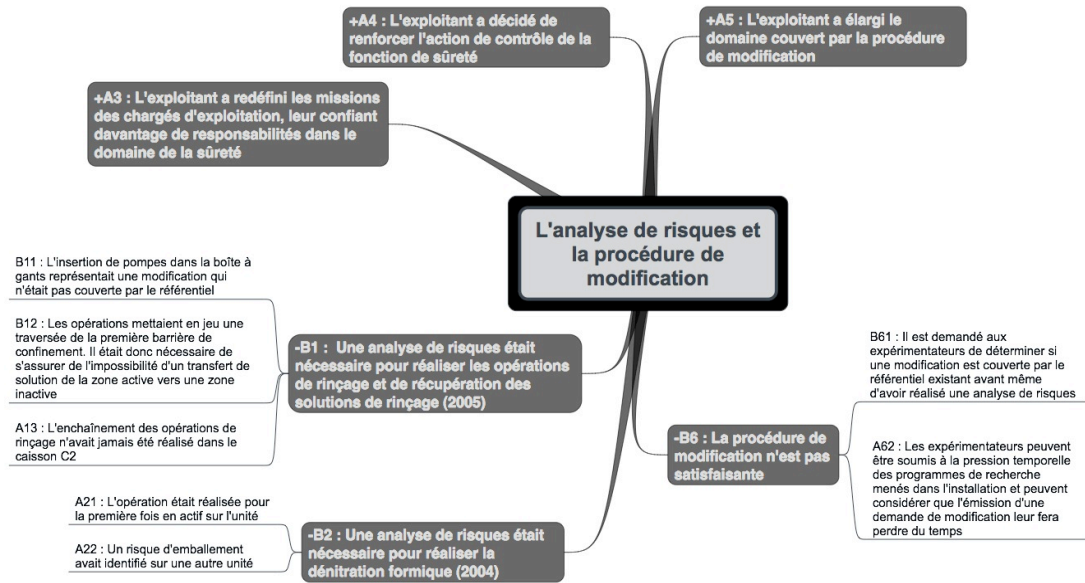 +A4 : L'exploitant a décidé de
renforcer l'action de contrôle de la
fonction de sûreté
+A5 : L'exploitant a élargi le
domaine couvert par la procédure
de modification
+A3 : L'exploitant a redéfini les missions
des chargés d'exploitation, leur confiant
davantage de responsabilités dans le
domaine de la sûreté
L'analyse de risques et
la procédure de
modification
B11 : L'insertion de pompes dans la boîte à
gants représentait une modification qui
n'était pas couverte par le référentiel
B12 : Les opérations mettaient en jeu une
traversée de la première barrière de
confinement. Il était donc nécessaire de
s'assurer de l'impossibilité d'un transfert de
solution de la zone active vers une zone
inactive
A13 : L'enchaînement des opérations de
rinçage n'avait jamais été réalisé dans le
caisson C2
-B1 : Une analyse de risques était
nécessaire pour réaliser les opérations
de rinçage et de récupération des
solutions de rinçage (2005)
B61 : Il est demandé aux
expérimentateurs de déterminer si
une modification est couverte par le
référentiel existant avant même
d'avoir réalisé une analyse de risques
-B6 : La procédure de
modification n'est pas
satisfaisante
A62 : Les expérimentateurs peuvent
être soumis à la pression temporelle
des programmes de recherche
menés dans l'installation et peuvent
considérer que l'émission d'une
demande de modification leur fera
perdre du temps
A21 : L'opération était réalisée pour
la première fois en actif sur l'unité
A22 : Un risque d'emballement
avait identifié sur une autre unité
-B2 : Une analyse de risques était
nécessaire pour réaliser la
dénitration formique (2004)